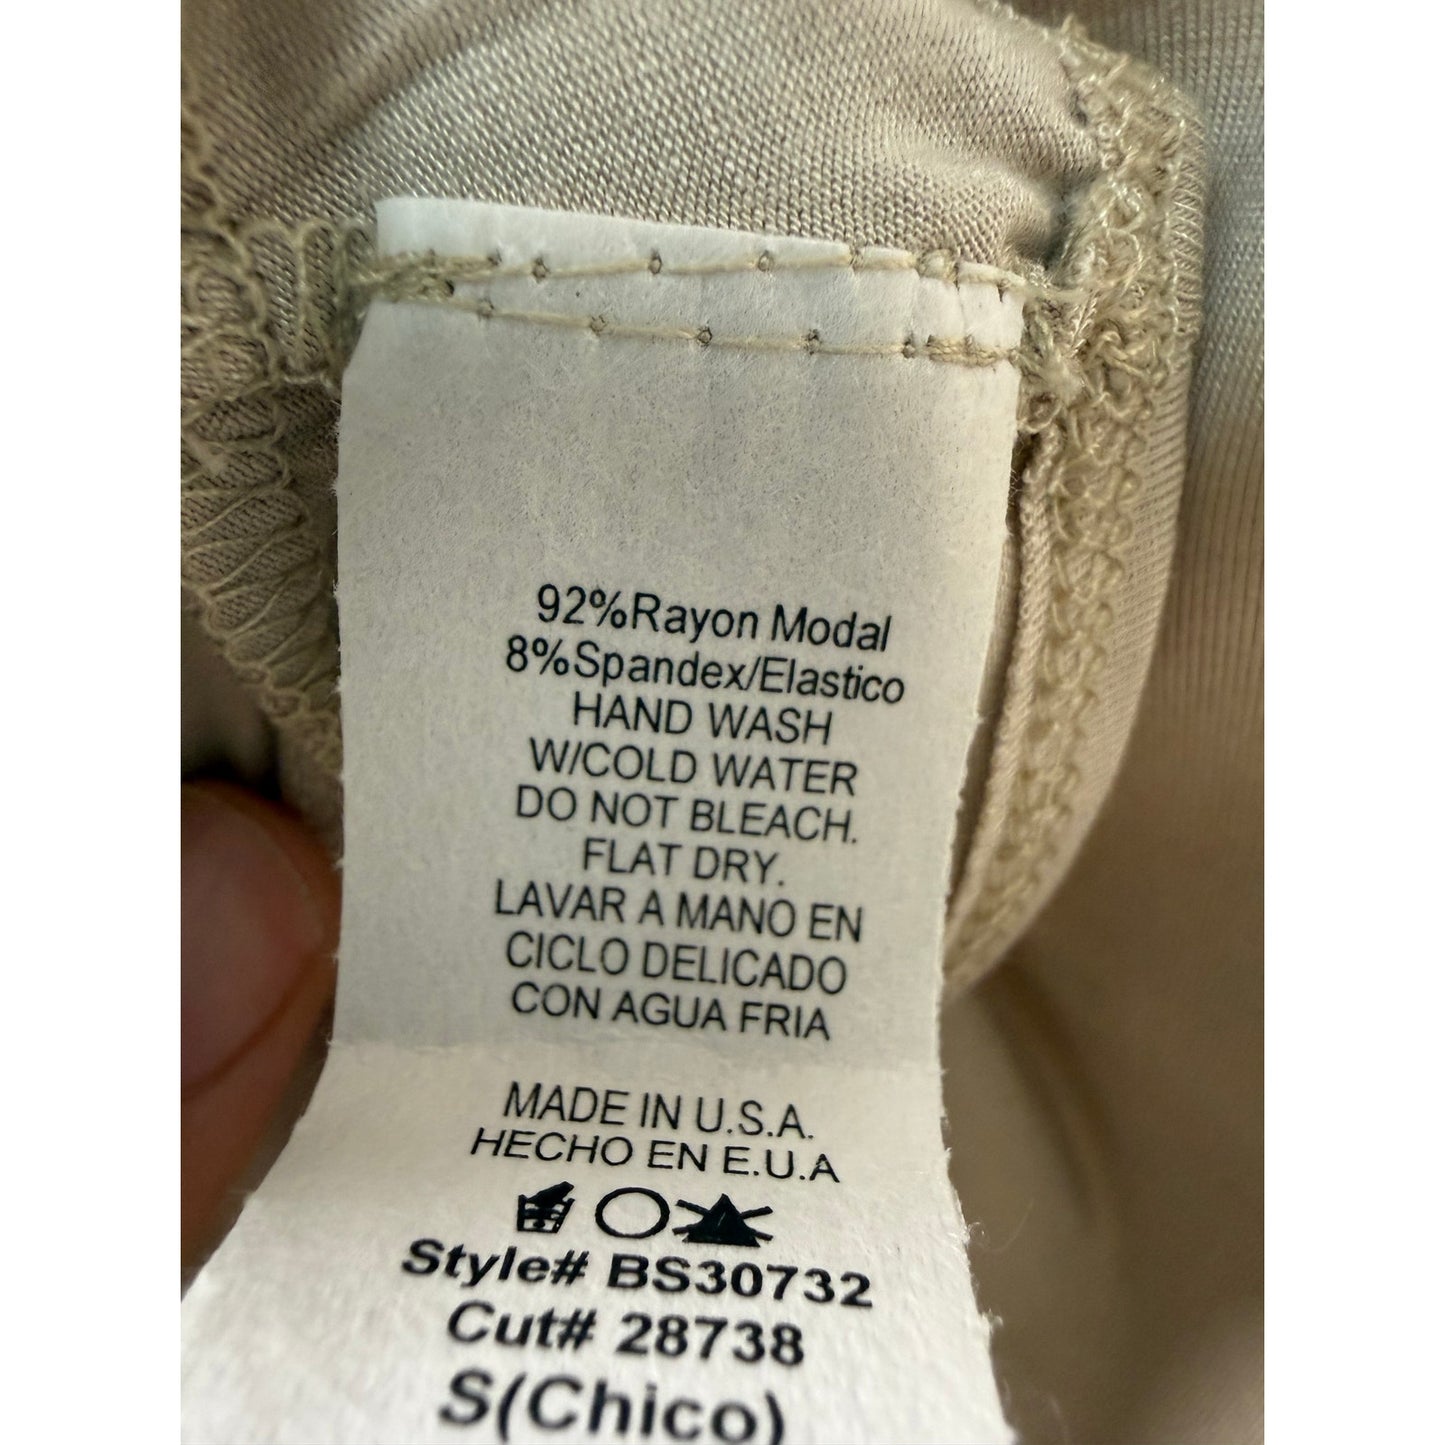 92%Rayon Modal
8%Spandex/Elastico
HAND WASH
W/COLD WATER
DO NOT BLEACH.
FLAT DRY.
LAVAR A MANO EN
CICLO DELICADO
CON AGUA FRIA
MADE IN U.S.A.
HECHO EN E.U.A
Style# BS30732
Cut# 28738
S(Chico)